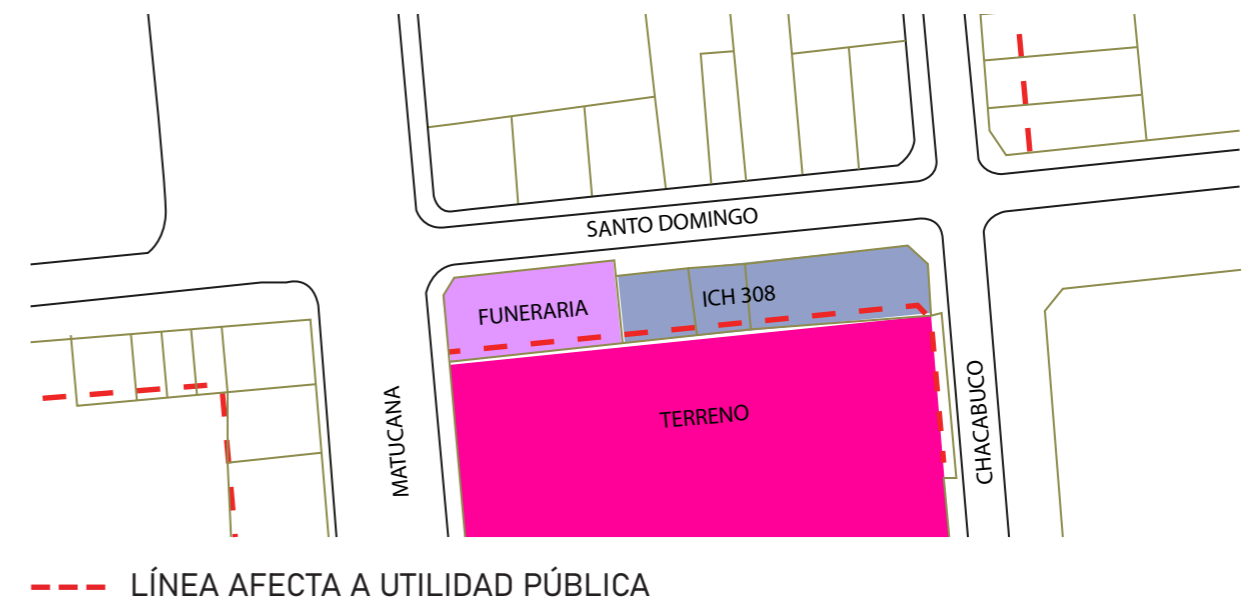 SANTO DOMINGO
FUNERARIA
ICH 308
TERRENO
MATUCANA
CHACABUCO
LÍNEA AFECTA A UTILIDAD PÚBLICA